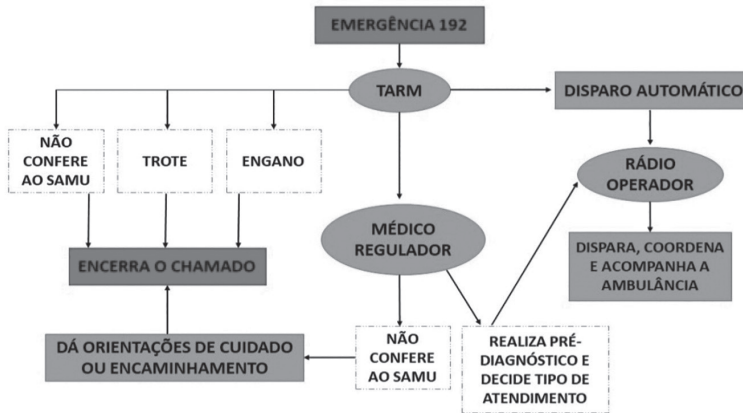 EMERGÊNCIA 192
TARM
DISPARO AUTOMÁTICO
NÃO
CONFERE
AO SAMU
TROTE
ENGANO
RÁDIO
OPERADOR
MÉDICO
REGULADOR
ENCERRA O CHAMADO
DISPARA, COORDENA
E ACOMPANHA A
AMBULÂNCIA
DÁ ORIENTAÇÕES DE CUIDADO
OU ENCAMINHAMENTO
NÃO
CONFERE
AO SAMU
REALIZA PRÉ-
DIAGNÓSTICO E
DECIDE TIPO DE
ATENDIMENTO